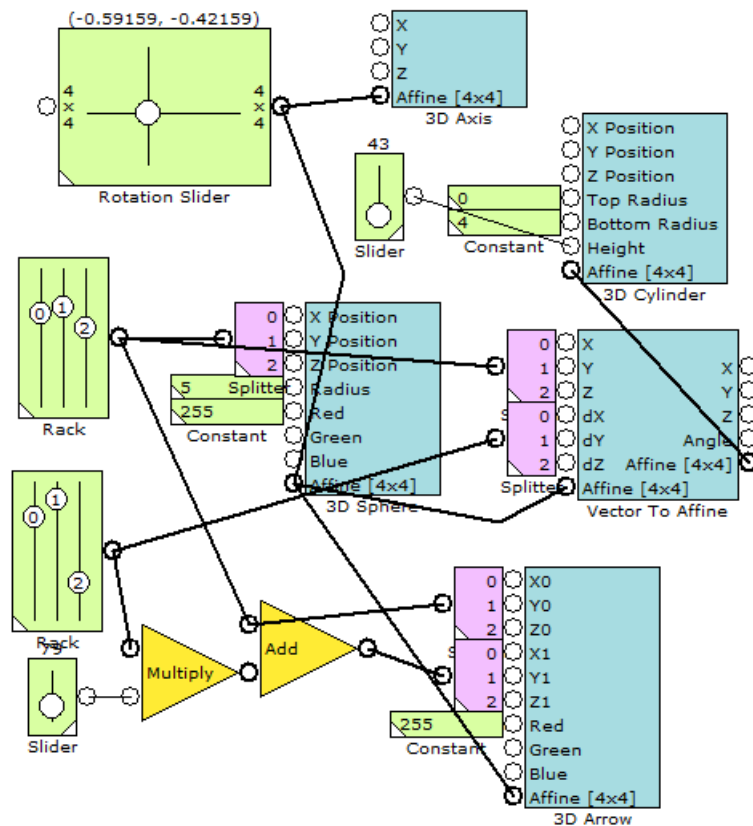 (-0.59159, -0.42159)
4
x
4
4
x
4
Rotation Slider
X
Y
Z
Affine [4x4]
3D Axis
43
Slider
0
4
Constant
X Position
Y Position
Z Position
Top Radius
Bottom Radius
Height
Affine [4x4]
3D Cylinder
0
1
2
Rack
0
1
2
Splitter
5
255
Constant
X Position
Y Position
Z Position
Radius
Red
Green
Blue
Affine [4x4]
3D Sphere
0
1
2
S
0
1
2
Splitter
X
Y
Z
dX
dY
dZ
Affine [4x4]
X
Y
Z
Angle
Affine [4x4]
Vector To Affine
0
1
2
Rack
79
Slider
Multiply
Add
0
1
2
S
0
1
2
255
Constant
X0
Y0
Z0
X1
Y1
Z1
Red
Green
Blue
Affine [4x4]
3D Arrow